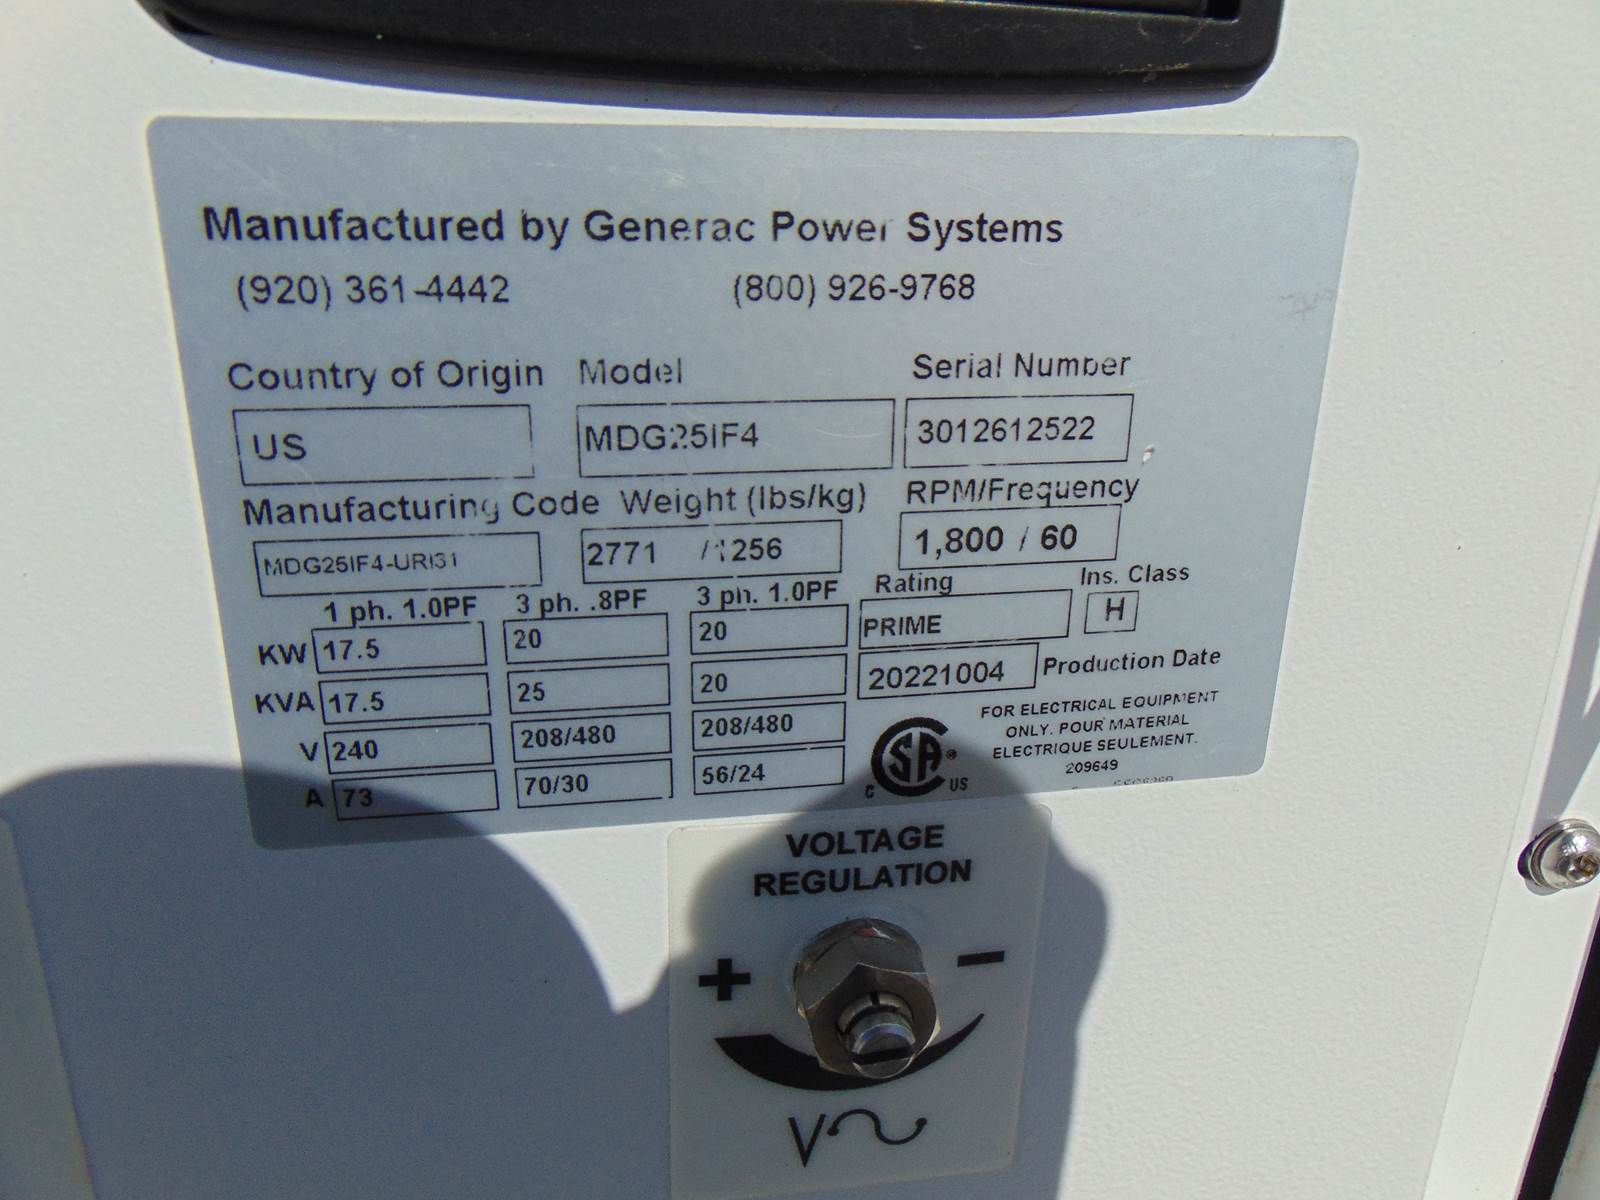 Manufactured by Generac Power Systems
(920) 361-4442 (800) 926-9768
Country of Origin Model Serial Number
US MDG25IF4 3012612522
Manufacturing Code Weight (lbs/kg) RPM/Frequency
MDG25IF4-URI31 2771 /1256 1,800 / 60
1 ph. 1.0PF 3 ph. .8PF 3 ph. 1.0PF Rating Ins. Class
KW 17.5 20 20 PRIME H
KVA 17.5 25 20 20221004 Production Date
V 240 208/480 208/480
A 73 70/30 56/24
C SA ® US
FOR ELECTRICAL EQUIPMENT
ONLY. POUR MATERIAL
ELECTRIQUE SEULEMENT.
209649
VOLTAGE
REGULATION
+ −
V